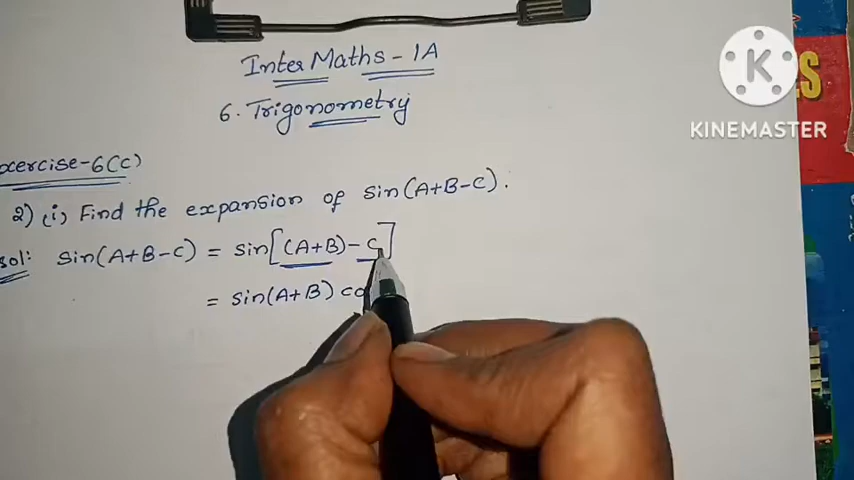 Inter Maths - 1A
6. Trigonometry
xercise-6(c)
2) (i) Find the expansion of sin(A+B-C).
sol: sin(A+B-C) = sin[(A+B)-C]
= sin(A+B) co
K
KINEMASTER